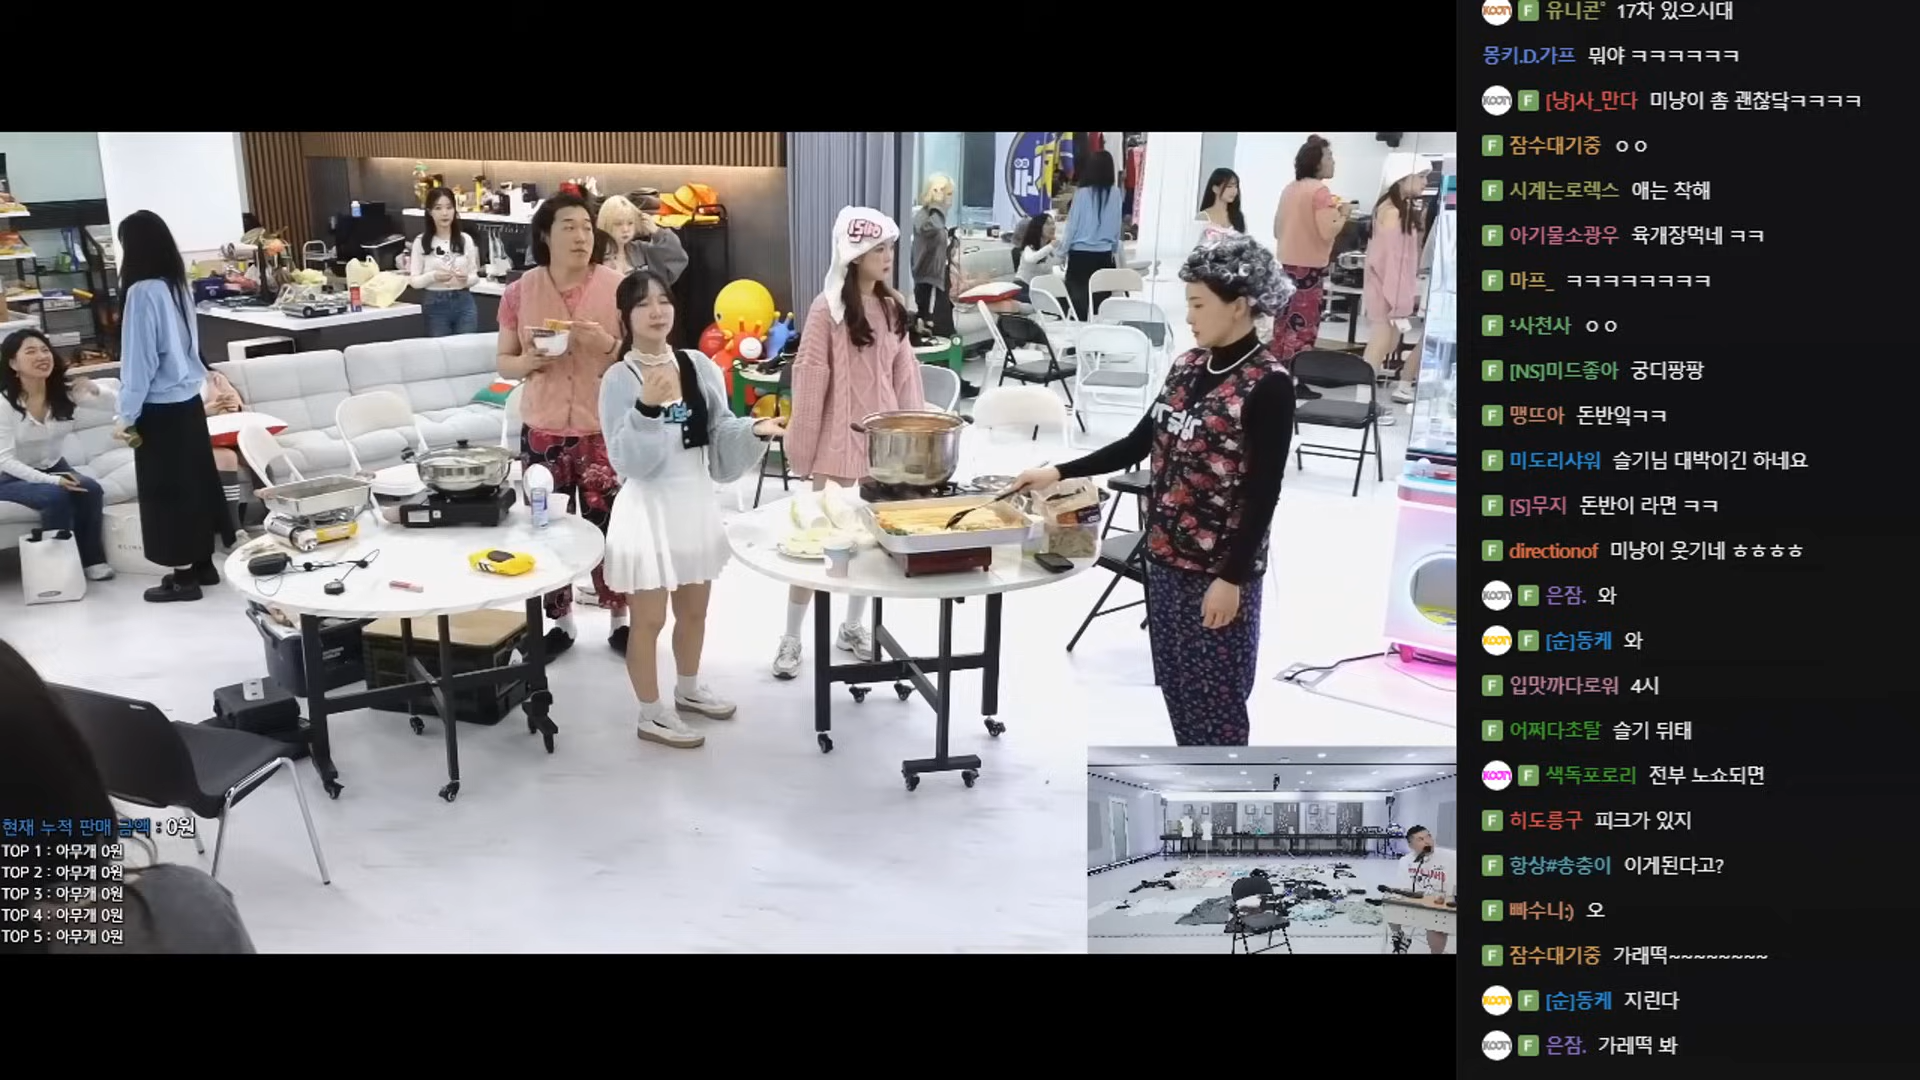 유니콘° 17차 있으시대
몽키.D.가프 뭐야 ㅋㅋㅋㅋㅋㅋ
[냥]사_만다 미냥이 촘 괜찮닼ㅋㅋㅋㅋ
잠수대기중 ㅇㅇ
시계는로렉스 얘는 착해
아기물소광우 육개장먹네 ㅋㅋ
마프_ ㅋㅋㅋㅋㅋㅋㅋㅋ
¹사천사 ㅇㅇ
[NS]미드좋아 궁디팡팡
맹뜨아 돈반잌ㅋㅋ
미도리샤워 슬기님 대박이긴 하네요
[S]무지 돈반이 라면 ㅋㅋ
directionof 미냥이 웃기네 ㅎㅎㅎㅎ
은잠. 와
[순]동케 와
입맛까다로워 4시
어쩌다초탈 슬기 뒤태
색독포로리 전부 노쇼되면
히도릉구 피크가 있지
항상#송충이 이게된다고?
빠수니:) 오
잠수대기중 가래떡~~~~~~~~
[순]동케 지린다
은잠. 가레떡 봐
현재 누적 판매 금액 : 0원
TOP 1 : 아무개 0원
TOP 2 : 아무개 0원
TOP 3 : 아무개 0원
TOP 4 : 아무개 0원
TOP 5 : 아무개 0원